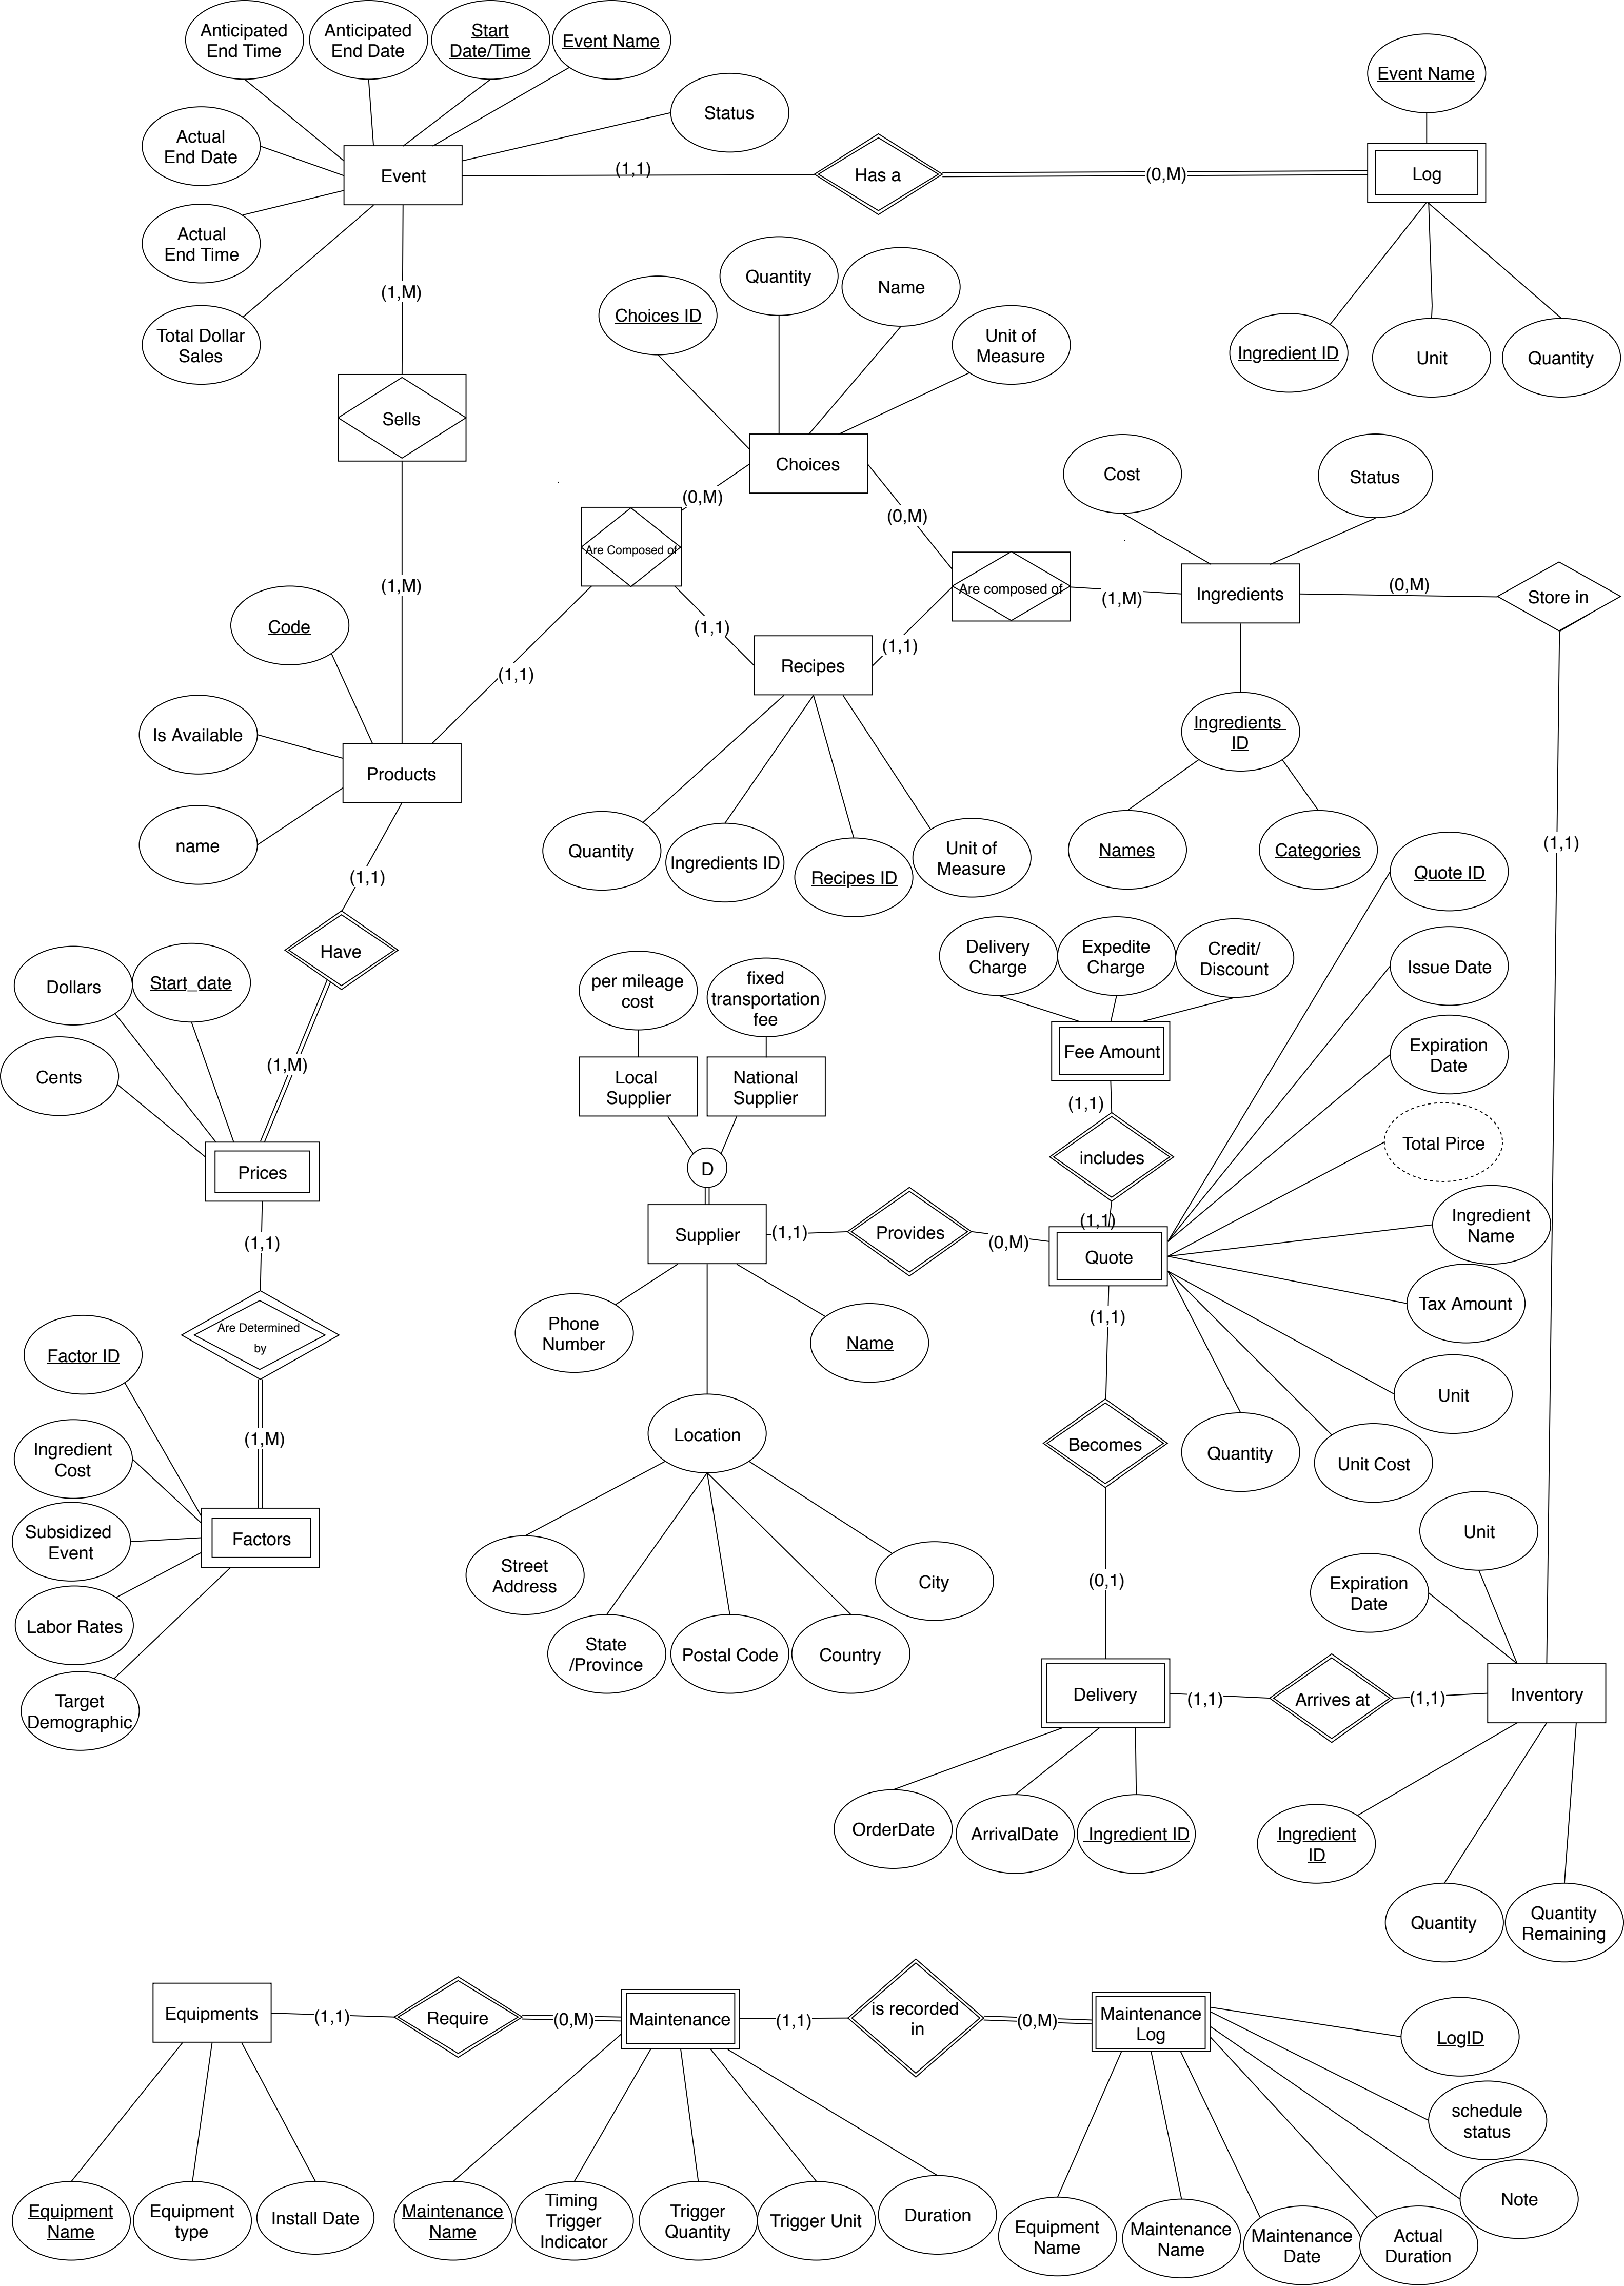 Anticipated
End Time
Anticipated
End Date
Start
Date/Time
Event Name
Status
Event Name
Actual
End Date
Event
(1,1)
Has a
(0,M)
Log
Actual
End Time
Total Dollar
Sales
(1,M)
Choices ID
Quantity
Name
Unit of
Measure
Ingredient ID
Unit
Quantity
Sells
Choices
(0,M)
(0,M)
Cost
Status
Are Composed of
Are composed of
(1,M)
Ingredients
(0,M)
Store in
(1,M)
Code
(1,1)
(1,1)
Recipes
(1,1)
Is Available
Products
name
Ingredients
ID
Quantity
Ingredients ID
Recipes ID
Unit of
Measure
Names
Categories
(1,1)
Quote ID
(1,1)
Have
Dollars
Start_date
Cents
(1,M)
Prices
per mileage
cost
fixed
transportation
fee
Local
Supplier
National
Supplier
D
Delivery
Charge
Expedite
Charge
Credit/
Discount
Issue Date
Fee Amount
Expiration
Date
(1,1)
includes
Total Pirce
(1,1)
Supplier
(1,1)
Provides
(0,M)
Quote
Ingredient
Name
Tax Amount
(1,1)
Are Determined
by
Phone
Number
Name
(1,1)
Unit
Factor ID
Location
Becomes
Quantity
Unit Cost
(1,M)
Ingredient
Cost
Subsidized
Event
Factors
Labor Rates
Target
Demographic
Street
Address
State
/Province
Postal Code
Country
City
(0,1)
Unit
Expiration
Date
Delivery
(1,1)
Arrives at
(1,1)
Inventory
OrderDate
ArrivalDate
Ingredient ID
Ingredient
ID
Quantity
Quantity
Remaining
Equipments
(1,1)
Require
(0,M)
Maintenance
(1,1)
is recorded
in
(0,M)
Maintenance
Log
LogID
schedule
status
Note
Equipment
Name
Equipment
type
Install Date
Maintenance
Name
Timing
Trigger
Indicator
Trigger
Quantity
Trigger Unit
Duration
Equipment
Name
Maintenance
Name
Maintenance
Date
Actual
Duration